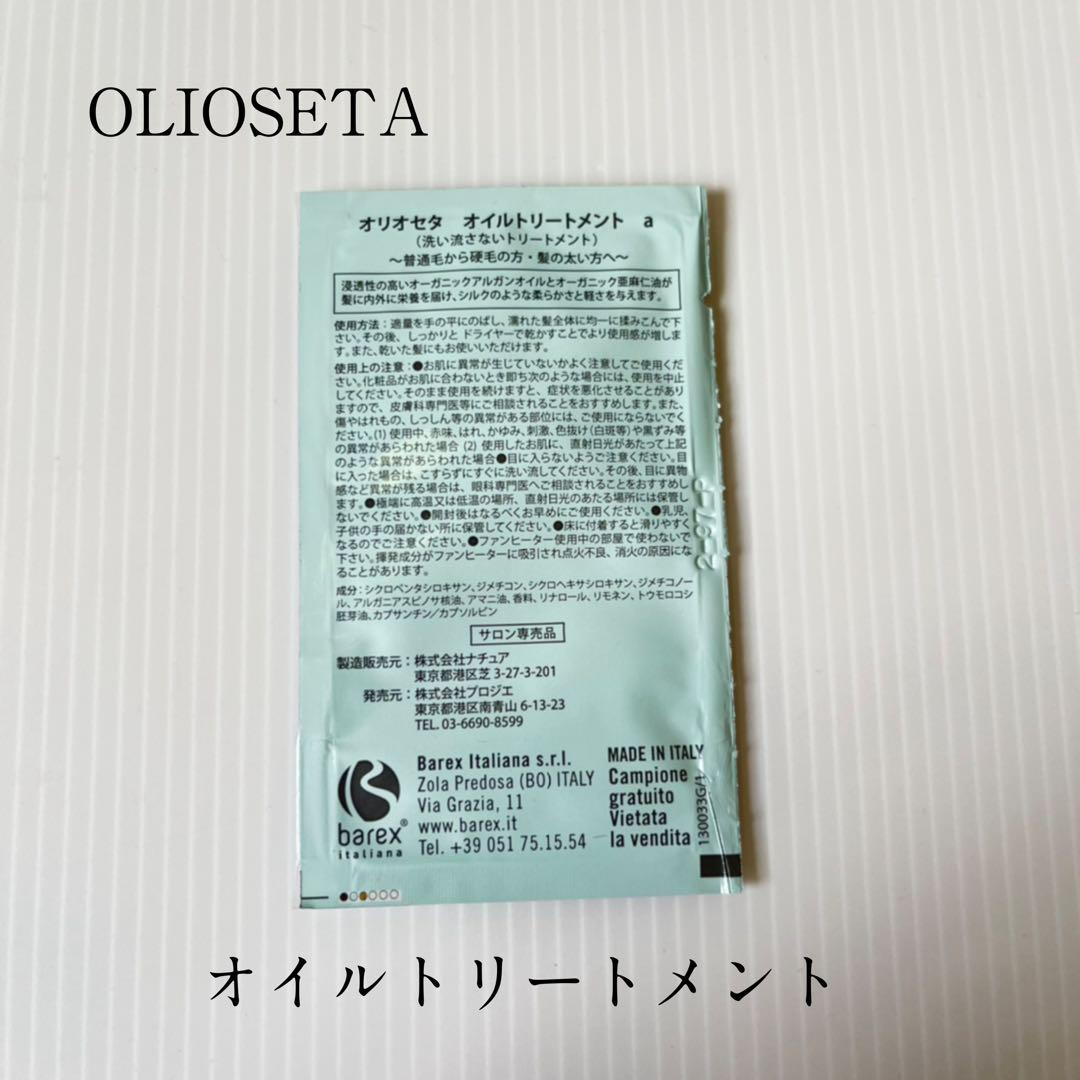 OLIOSETA
オリオセタ オイルトリートメント a
(洗い流さないトリートメント)
〜普通毛から硬毛の方・髪の太い方へ〜
浸透性の高いオーガニックアルガンオイルとオーガニック亜麻仁油が
髪に内外に栄養を届け、シルクのような柔らかさと軽さを与えます。
使用方法：適量を手の平にのばし、濡れた髪全体に均一に揉みこんで下
さい。その後、しっかりと ドライヤーで乾かすことでより使用感が増しま
す。また、乾いた髪にもお使いいただけます。
使用上の注意：●お肌に異常が生じていないかよく注意してご使用くだ
さい。化粧品がお肌に合わないとき即ち次のような場合には、使用を中止
してください。そのまま使用を続けますと、症状を悪化させることがあり
ますので、皮膚科専門医等にご相談されることをおすすめします。また、
傷やはれもの、しっしん等の異常がある部位には、ご使用にならないでく
ださい。(1) 使用中、赤味、はれ、かゆみ、刺激、色抜け(白斑等)や黒ずみ等
の異常があらわれた場合 (2) 使用したお肌に、直射日光があたって上記
のような異常があらわれた場合●目に入らないようご注意ください。目
に入った場合は、こすらずにすぐに洗い流してください。その後、目に異物
感など異常が残る場合は、眼科専門医へご相談されることをおすすめし
ます。●極端に高温又は低温の場所、直射日光のあたる場所には保管し
ないでください。●開封後はなるべくお早めにご使用ください。●乳児、
子供の手の届かない所に保管してください。●床に付着すると滑りやすく
なるのでご注意ください。●ファンヒーター使用中の部屋で使わないで
下さい。揮発成分がファンヒーターに吸引され点火不良、消火の原因にな
ることがあります。
成分：シクロペンタシロキサン、ジメチコン、シクロヘキサシロキサン、ジメチコノー
ル、アルガニアスピノサ核油、アマニ油、香料、リナロール、リモネン、トウモロコシ
胚芽油、カプサンチン/カプソルビン
サロン専売品
製造販売元：株式会社ナチュア
東京都港区芝 3-27-3-201
発売元：株式会社プロジエ
東京都港区南青山 6-13-23
TEL. 03-6690-8599
Barex Italiana s.r.l.
Zola Predosa (BO) ITALY
Via Grazia, 11
www.barex.it
Tel. +39 051 75.15.54
MADE IN ITALY
Campione
gratuito
Vietata
la vendita
130033G/1
barex®
italiana
オイルトリートメント